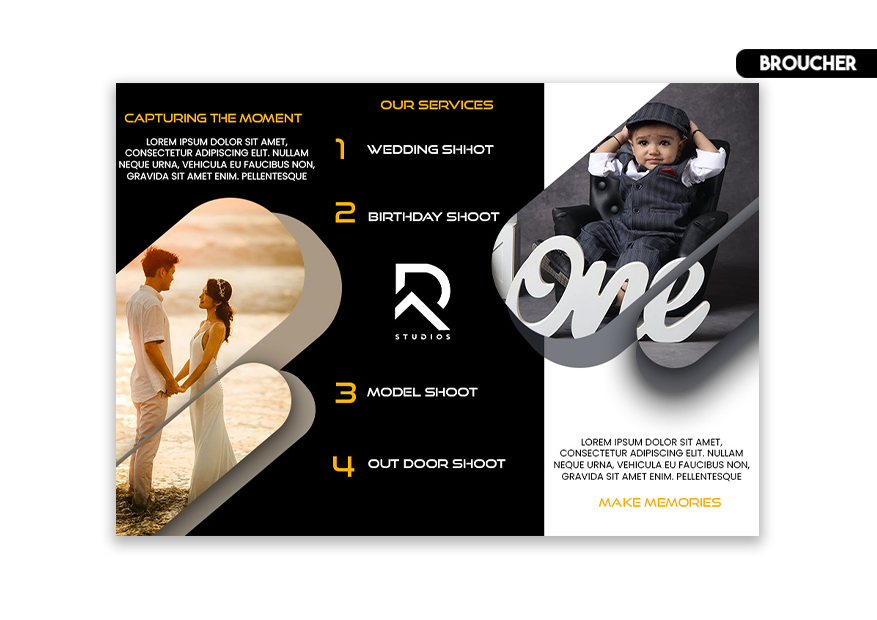 BROUCHER
CAPTURING THE MOMENT
LOREM IPSUM DOLOR SIT AMET,
CONSECTETUR ADIPISCING ELIT. NULLAM
NEQUE URNA, VEHICULA EU FAUCIBUS NON,
GRAVIDA SIT AMET ENIM. PELLENTESQUE
OUR SERVICES
1 WEDDING SHHOT
2 BIRTHDAY SHOOT
R
STUDIOS
3 MODEL SHOOT
4 OUT DOOR SHOOT
One
LOREM IPSUM DOLOR SIT AMET,
CONSECTETUR ADIPISCING ELIT. NULLAM
NEQUE URNA, VEHICULA EU FAUCIBUS NON,
GRAVIDA SIT AMET ENIM. PELLENTESQUE
MAKE MEMORIES